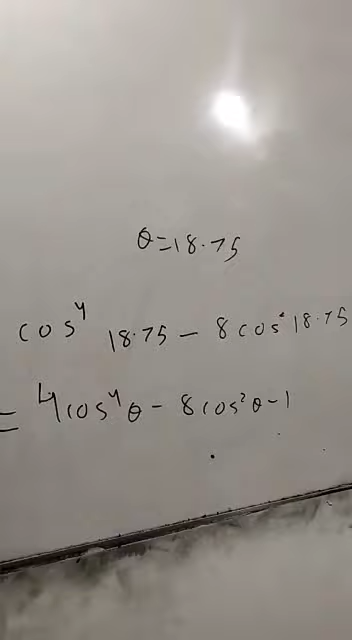 θ=18.75
cos⁴ 18.75 - 8cos² 18.75
= 4cos⁴θ - 8cos²θ-1